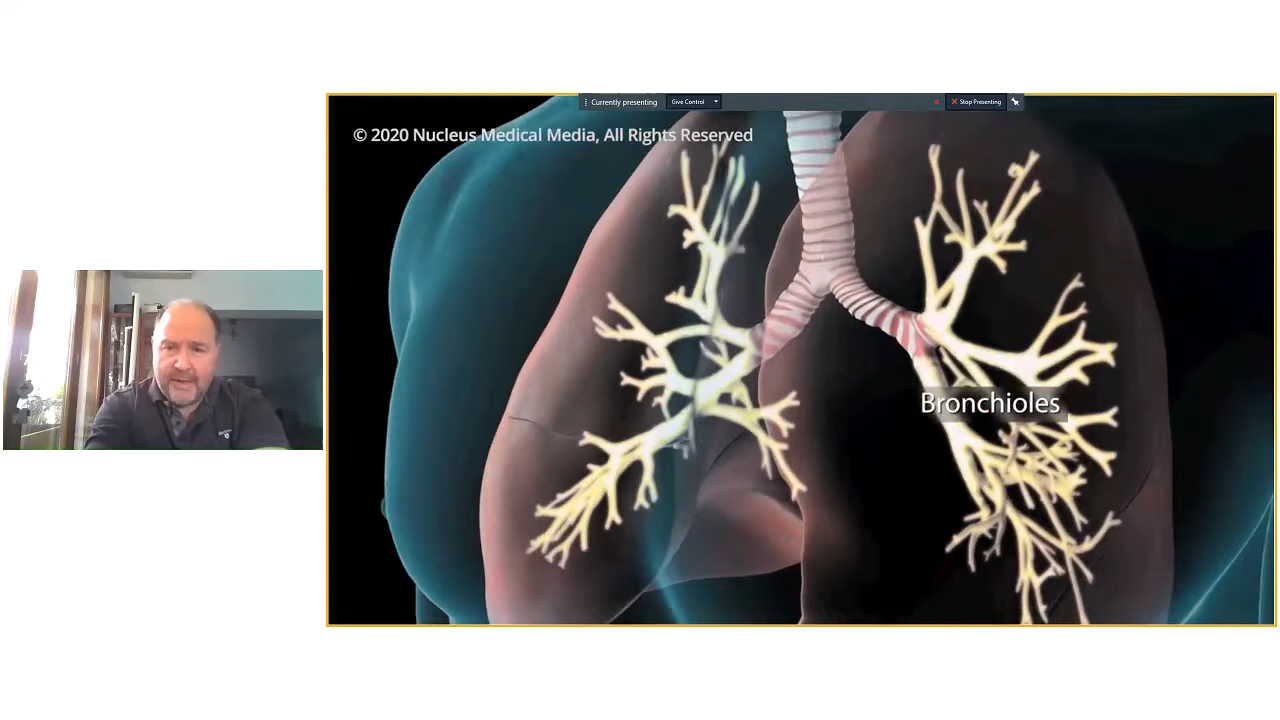 Currently presenting
Give Control
Stop Presenting
© 2020 Nucleus Medical Media, All Rights Reserved
Bronchioles